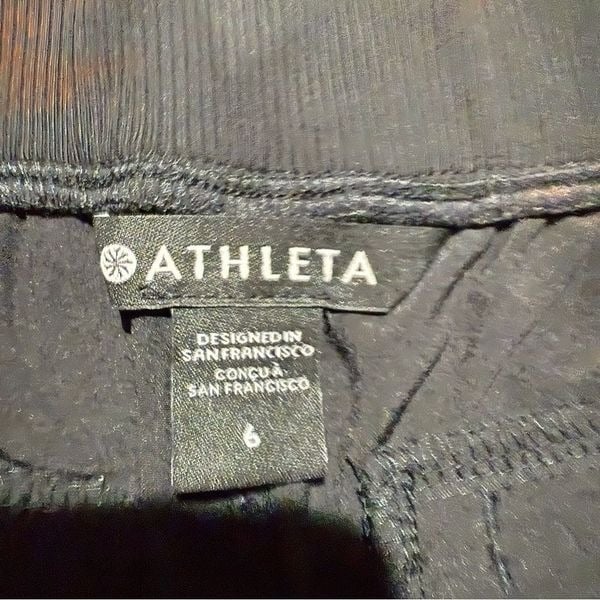 ATHLETA
DESIGNED IN
SAN FRANCISCO
CONÇU À
SAN FRANCISCO
6